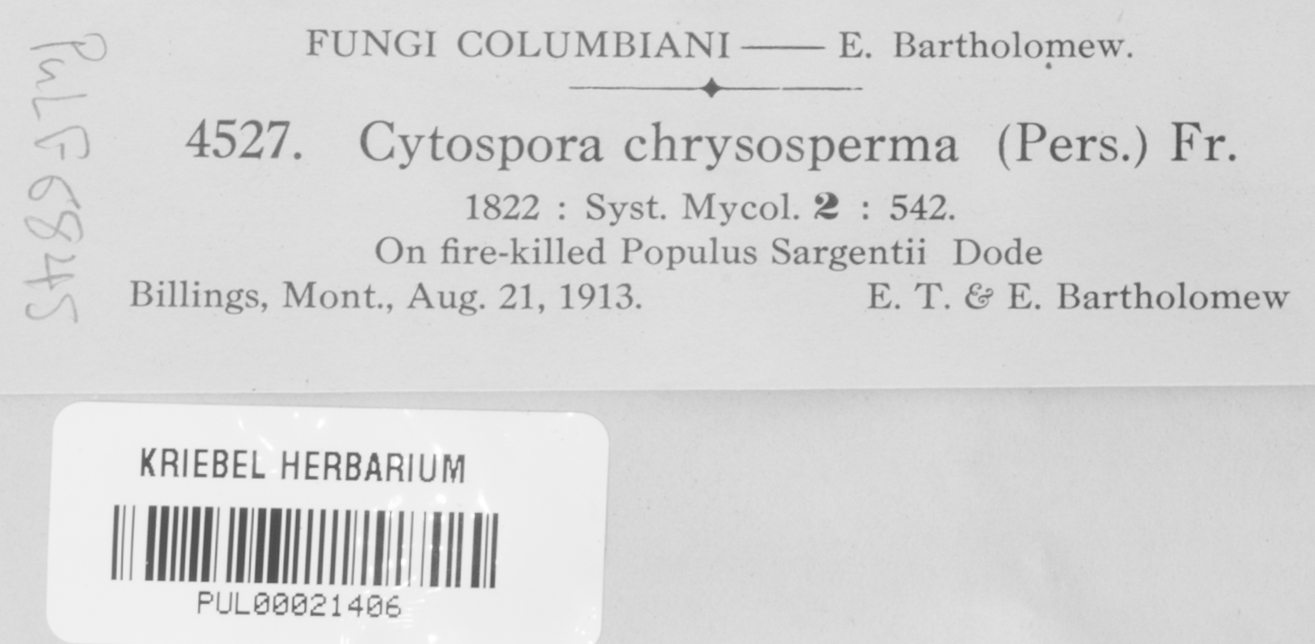 FUNGI COLUMBIANI — E. Bartholomew.
4527. Cytospora chrysosperma (Pers.) Fr.
1822 : Syst. Mycol. 2 : 542.
On fire-killed Populus Sargentii Dode
Billings, Mont., Aug. 21, 1913. E. T. & E. Bartholomew
PUL F 6845
KRIEBEL HERBARIUM
PUL00021406